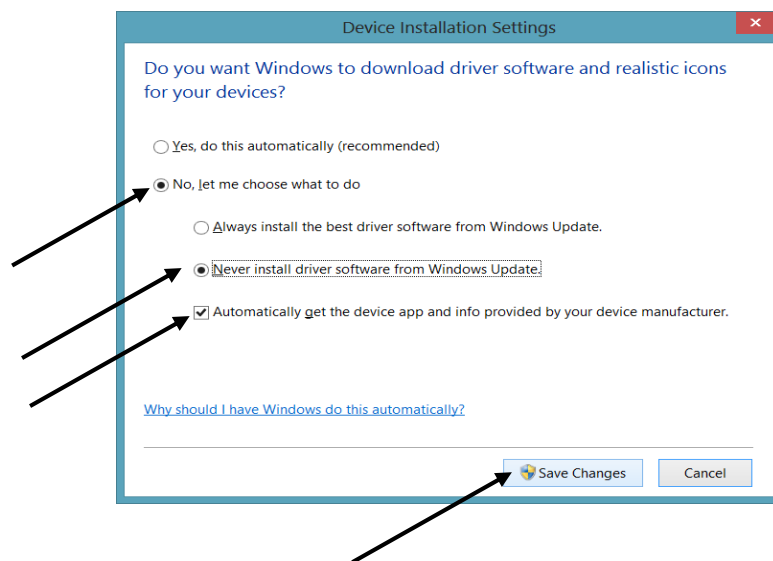 Device Installation Settings
Do you want Windows to download driver software and realistic icons
for your devices?
Yes, do this automatically (recommended)
No, let me choose what to do
Always install the best driver software from Windows Update.
Never install driver software from Windows Update.
Automatically get the device app and info provided by your device manufacturer.
Why should I have Windows do this automatically?
Save Changes
Cancel